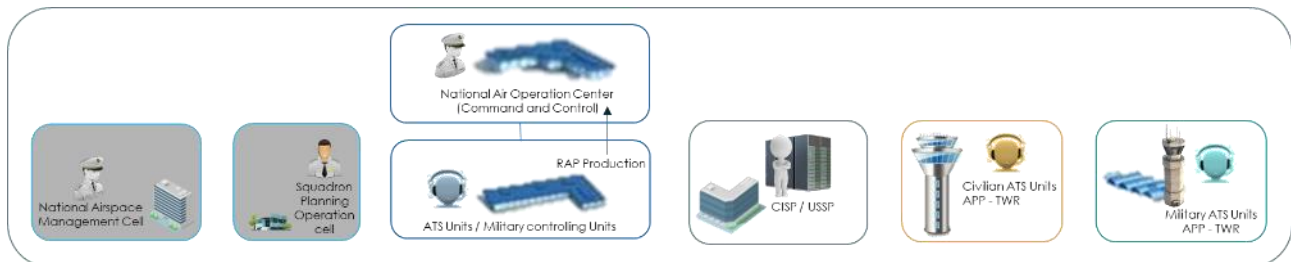 National Air Operation Center
(Command and Control)
RAP Production
ATS Units / Military controlling Units
National Airspace
Management Cell
Squadron
Planning
Operation
cell
CISP / USSP
Civilian ATS Units
APP - TWR
Military ATS Units
APP - TWR